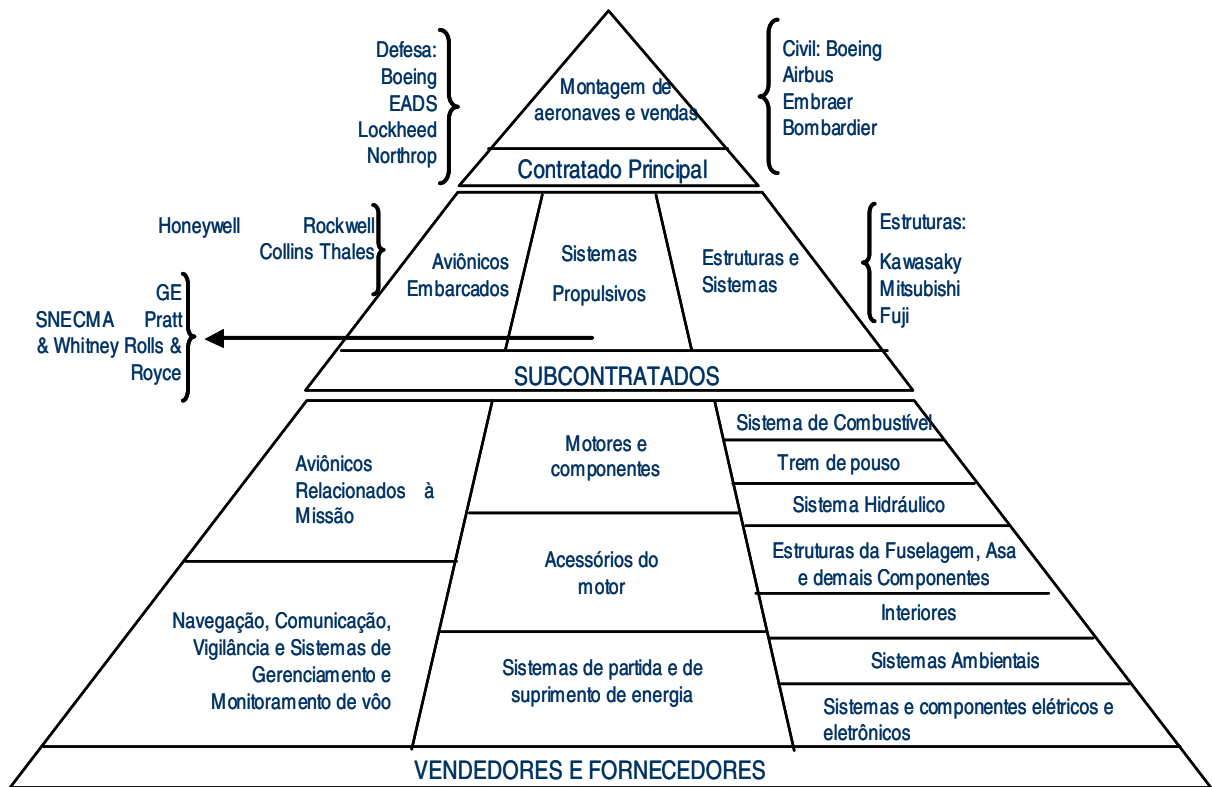 Defesa:
Boeing
EADS
Lockheed
Northrop
Montagem de
aeronaves e vendas
Contratado Principal
Civil: Boeing
Airbus
Embraer
Bombardier
Honeywell Rockwell
Collins Thales
GE
SNECMA Pratt
& Whitney Rolls &
Royce
Aviônicos
Embarcados
Sistemas
Propulsivos
Estruturas e
Sistemas
Estruturas:
Kawasaky
Mitsubishi
Fuji
SUBCONTRATADOS
Aviônicos
Relacionados à
Missão
Navegação, Comunicação,
Vigilância e Sistemas de
Gerenciamento e
Monitoramento de vôo
Motores e
componentes
Acessórios do
motor
Sistemas de partida e de
suprimento de energia
Sistema de Combustível
Trem de pouso
Sistema Hidráulico
Estruturas da Fuselagem, Asa
e demais Componentes
Interiores
Sistemas Ambientais
Sistemas e componentes elétricos e
eletrônicos
VENDEDORES E FORNECEDORES